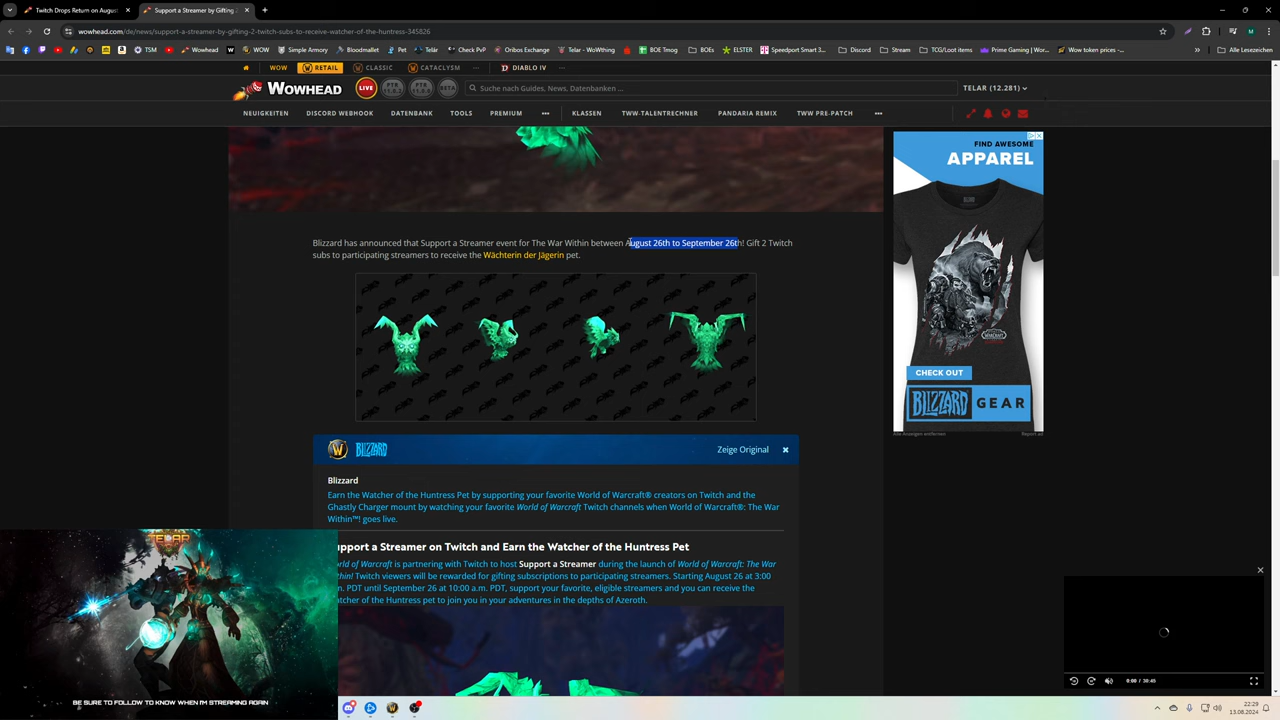 Twitch Drops Return on August
Support a Streamer by Gifting 2
wowhead.com/de/news/support-a-streamer-by-gifting-2-twitch-subs-to-receive-watcher-of-the-huntress-345826
TSM
Wowhead
WOW
Simple Armory
Bloodmallet
Pet
Telár
Check PvP
Oribos Exchange
Telar - WoWthing
BOE Tmog
BOEs
ELSTER
Speedport Smart 3...
Discord
Stream
TCG/Loot items
Prime Gaming | Wor...
Wow token prices -...
Alle Lesezeichen
WOW
RETAIL
CLASSIC
CATACLYSM
DIABLO IV
WOWHEAD
LIVE
Suche nach Guides, News, Datenbanken ...
TELAR (12.281)
NEUIGKEITEN
DISCORD WEBHOOK
DATENBANK
TOOLS
PREMIUM
KLASSEN
TWW-TALENTRECHNER
PANDARIA REMIX
TWW PRE-PATCH
FIND AWESOME
APPAREL
CHECK OUT
BLIZZARD GEAR
Alle Anzeigen entfernen
Report ad
Blizzard has announced that Support a Streamer event for The War Within between August 26th to September 26th! Gift 2 Twitch
subs to participating streamers to receive the Wächterin der Jägerin pet.
BLIZZARD
Zeige Original
Blizzard
Earn the Watcher of the Huntress Pet by supporting your favorite World of Warcraft® creators on Twitch and the
Ghastly Charger mount by watching your favorite World of Warcraft Twitch channels when World of Warcraft®: The War
Within™! goes live.
upport a Streamer on Twitch and Earn the Watcher of the Huntress Pet
rld of Warcraft is partnering with Twitch to host Support a Streamer during the launch of World of Warcraft: The War
thin! Twitch viewers will be rewarded for gifting subscriptions to participating streamers. Starting August 26 at 3:00
m. PDT until September 26 at 10:00 a.m. PDT, support your favorite, eligible streamers and you can receive the
tcher of the Huntress pet to join you in your adventures in the depths of Azeroth.
TELAR
BE SURE TO FOLLOW TO KNOW WHEN I'M STREAMING AGAIN
0:00 / 30:45
22:29
13.08.2024